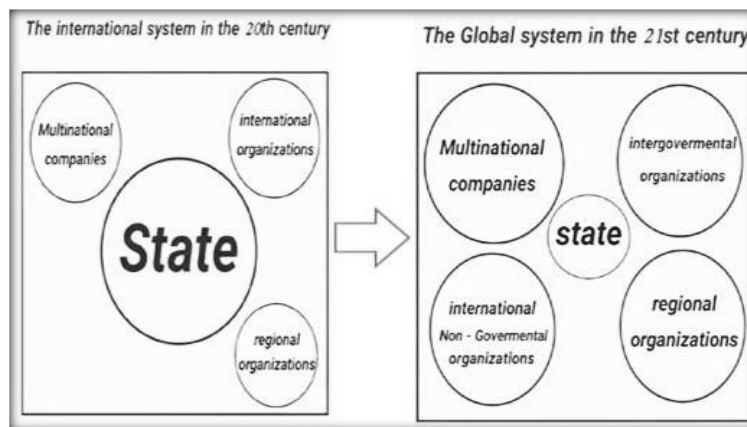 The international system in the 20th century
Multinational
companies
international
organizations
State
regional
organizations
The Global system in the 21st century
Multinational
companies
intergovermental
organizations
state
international
Non - Govermental
organizations
regional
organizations